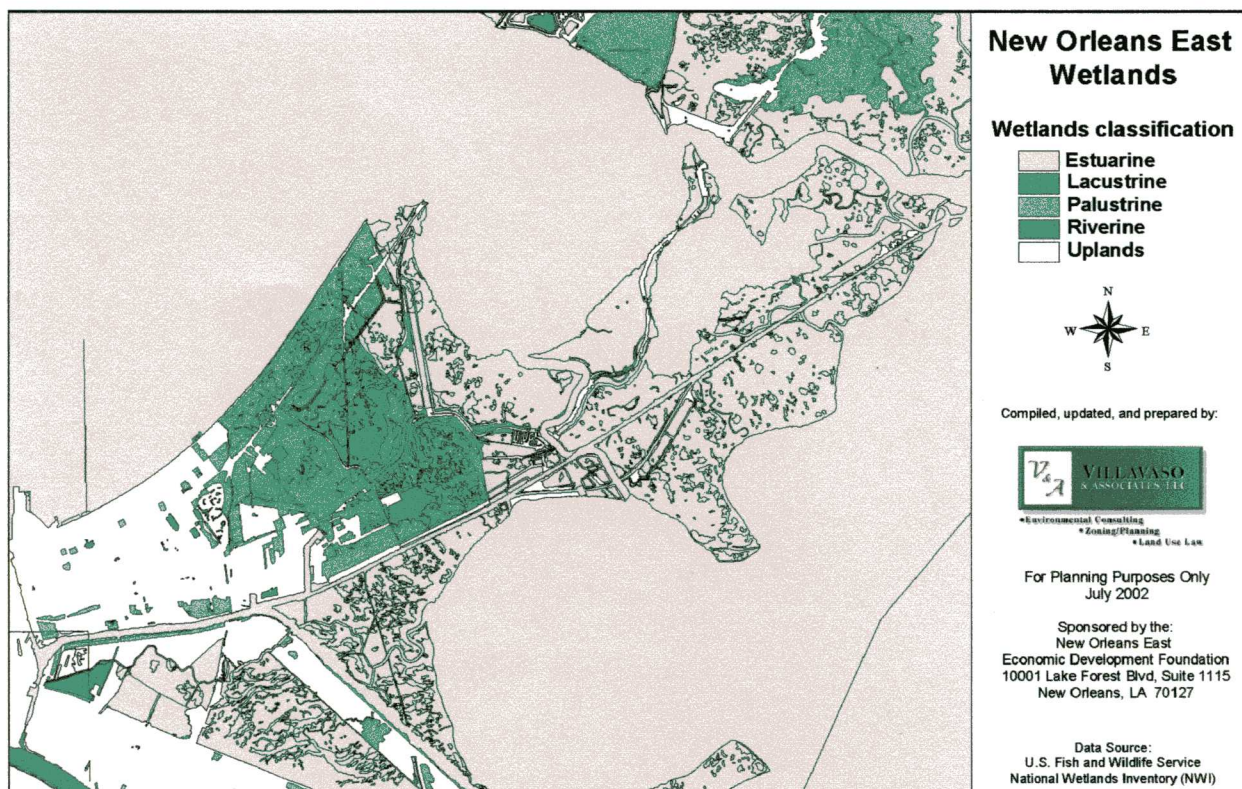 New Orleans East
Wetlands
Wetlands classification
Estuarine
Lacustrine
Palustrine
Riverine
Uplands
N
W E
S
Compiled, updated, and prepared by:
V&A
VILLAVASO
& ASSOCIATES, LLC
•Environmental Consulting
•Zoning/Planning
•Land Use Law
For Planning Purposes Only
July 2002
Sponsored by the:
New Orleans East
Economic Development Foundation
10001 Lake Forest Blvd, Suite 1115
New Orleans, LA 70127
Data Source:
U.S. Fish and Wildlife Service
National Wetlands Inventory (NWI)